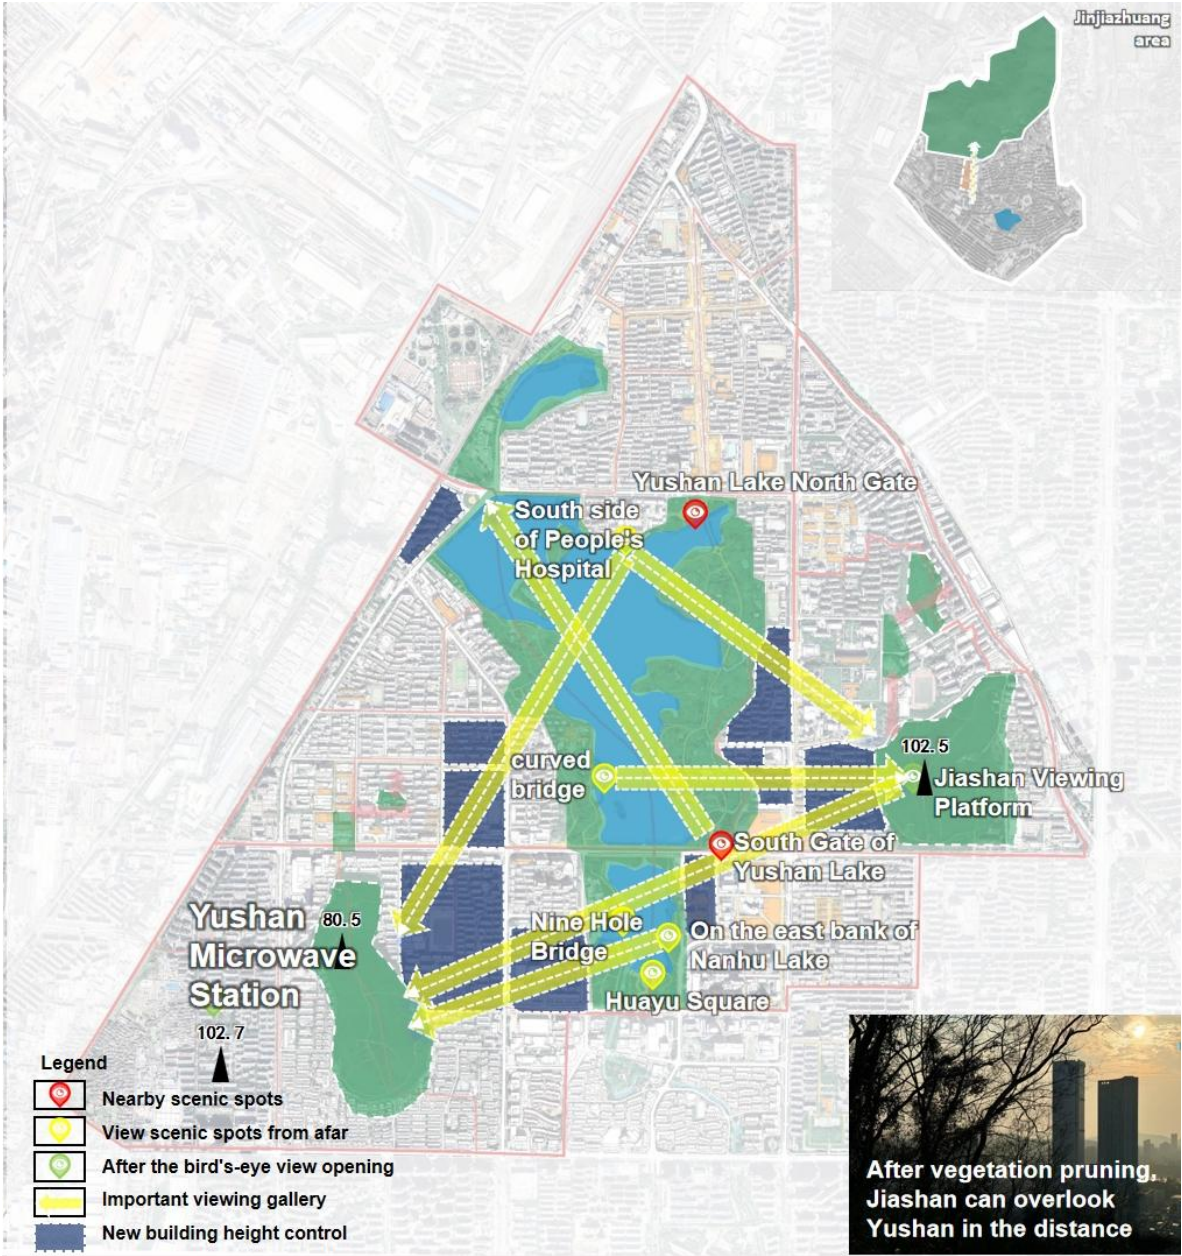 Jinjiazhuang
area
Yushan Lake North Gate
South side
of People's
Hospital
curved
bridge
102.5
Jiashan Viewing
Platform
South Gate of
Yushan Lake
Yushan
Microwave
Station
80.5
Nine Hole
Bridge
On the east bank of
Nanhu Lake
Huayu Square
102.7
Legend
Nearby scenic spots
View scenic spots from afar
After the bird's-eye view opening
Important viewing gallery
New building height control
After vegetation pruning,
Jiashan can overlook
Yushan in the distance